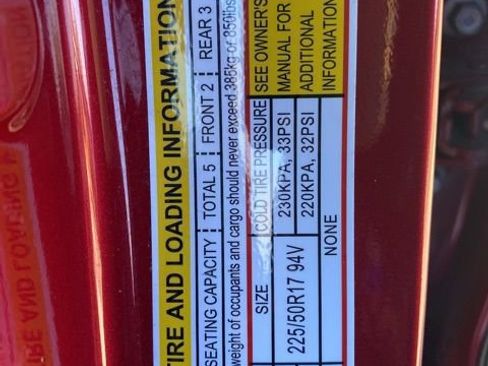 TIRE AND LOADING INFORMATION
SEATING CAPACITY TOTAL 5 FRONT 2 REAR 3
weight of occupants and cargo should never exceed 385kg or 850lbs
SIZE COLD TIRE PRESSURE SEE OWNER'S
225/50R17 94V 230KPA, 33PSI MANUAL FOR
220KPA, 32PSI ADDITIONAL
NONE INFORMATION